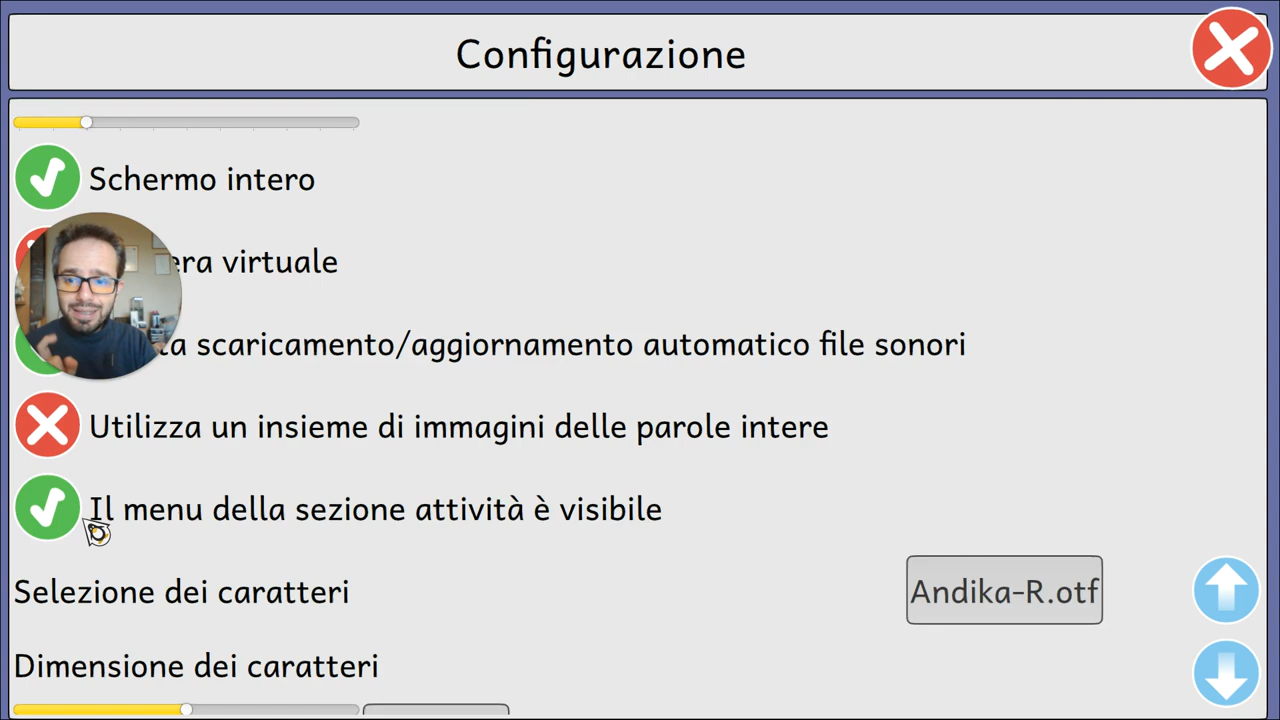 Configurazione
Schermo intero
virtuale
scaricamento/aggiornamento automatico file sonori
Utilizza un insieme di immagini delle parole intere
Il menu della sezione attività è visibile
Selezione dei caratteri
Andika-R.otf
Dimensione dei caratteri